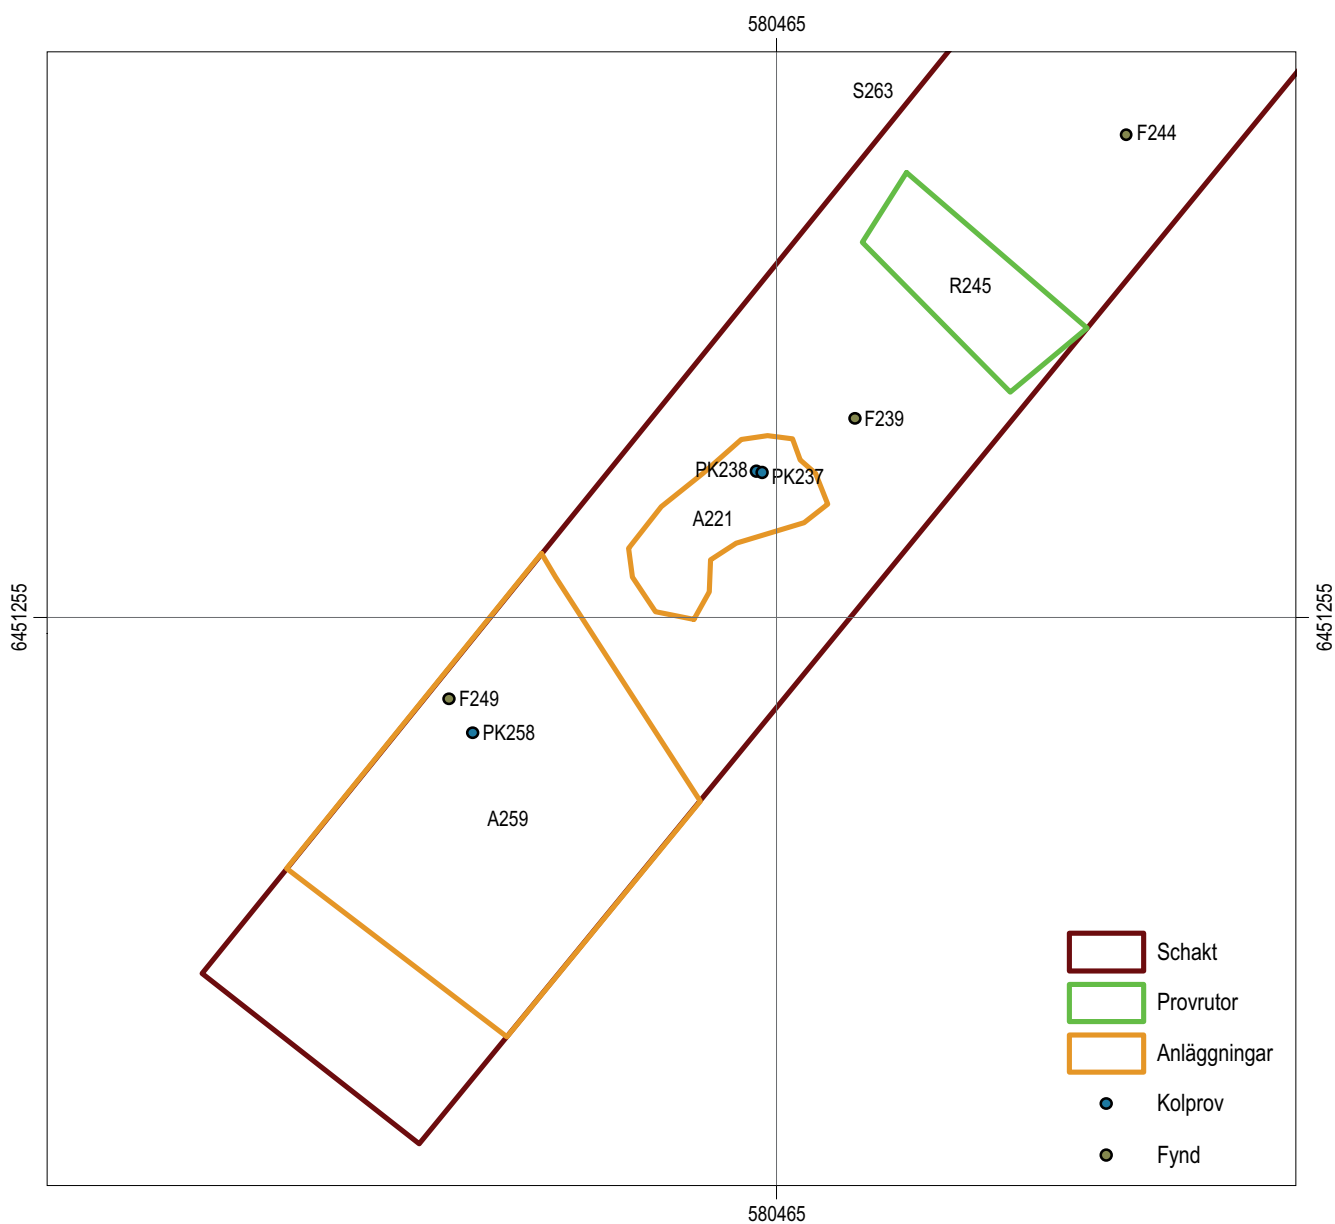 580465
S263
F244
R245
F239
PK238
PK237
A221
6451255
6451255
F249
PK258
A259
Schakt
Provrutor
Anläggningar
Kolprov
Fynd
580465